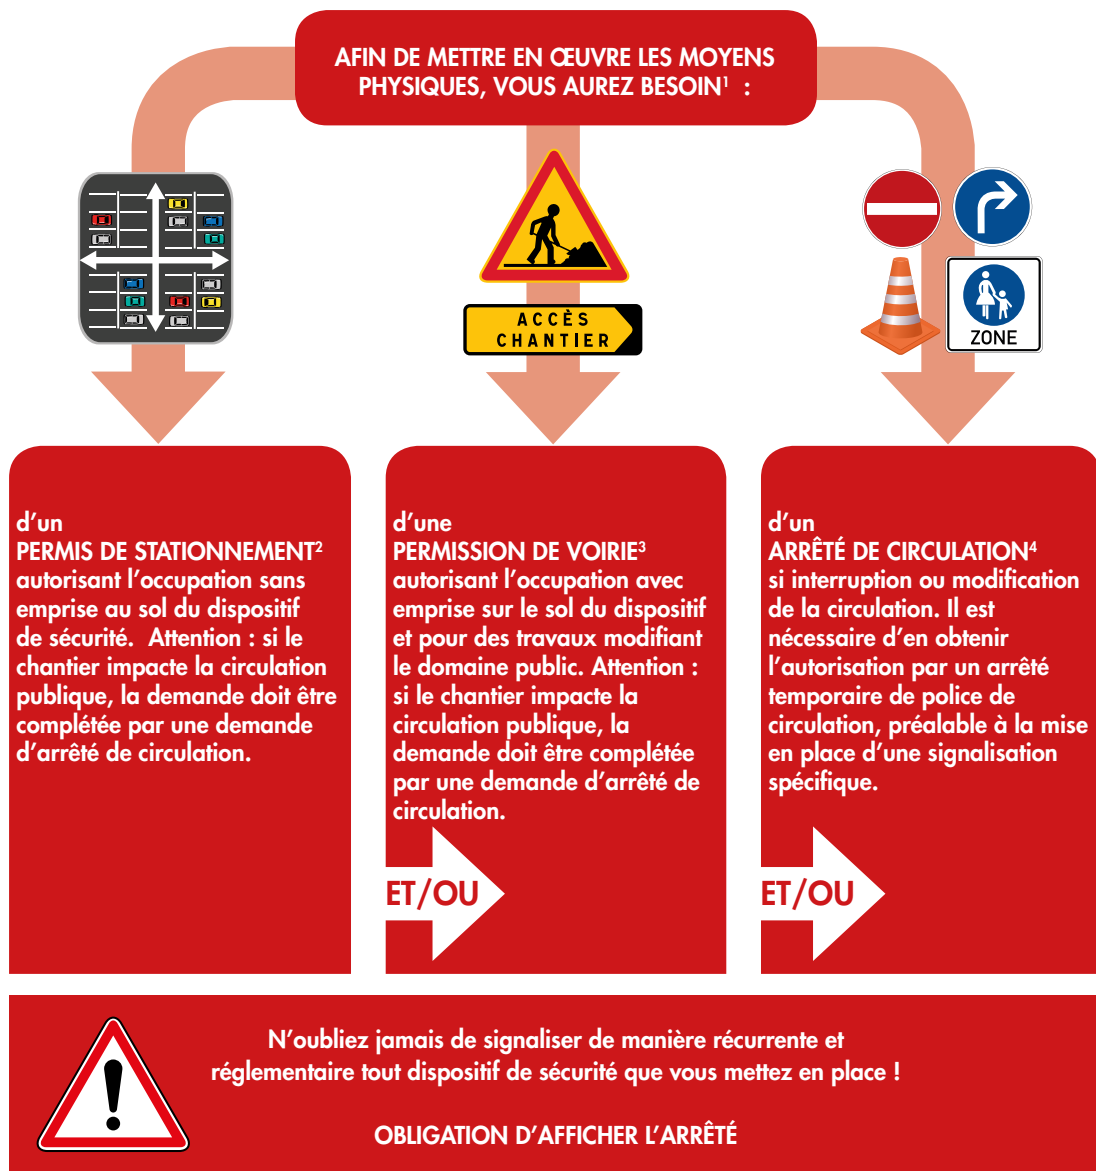 AFIN DE METTRE EN ŒUVRE LES MOYENS
PHYSIQUES, VOUS AUREZ BESOIN¹ :
ACCÈS
CHANTIER
ZONE
d’un
PERMIS DE STATIONNEMENT²
autorisant l’occupation sans
emprise au sol du dispositif
de sécurité. Attention : si le
chantier impacte la circulation
publique, la demande doit être
complétée par une demande
d’arrêté de circulation.
d’une
PERMISSION DE VOIRIE³
autorisant l’occupation avec
emprise sur le sol du dispositif
et pour des travaux modifiant
le domaine public. Attention :
si le chantier impacte la
circulation publique, la
demande doit être complétée
par une demande d’arrêté de
circulation.
ET/OU
d’un
ARRÊTÉ DE CIRCULATION⁴
si interruption ou modification
de la circulation. Il est
nécessaire d’en obtenir
l’autorisation par un arrêté
temporaire de police de
circulation, préalable à la mise
en place d’une signalisation
spécifique.
ET/OU
N’oubliez jamais de signaliser de manière récurrente et
réglementaire tout dispositif de sécurité que vous mettez en place !
OBLIGATION D’AFFICHER L’ARRÊTÉ